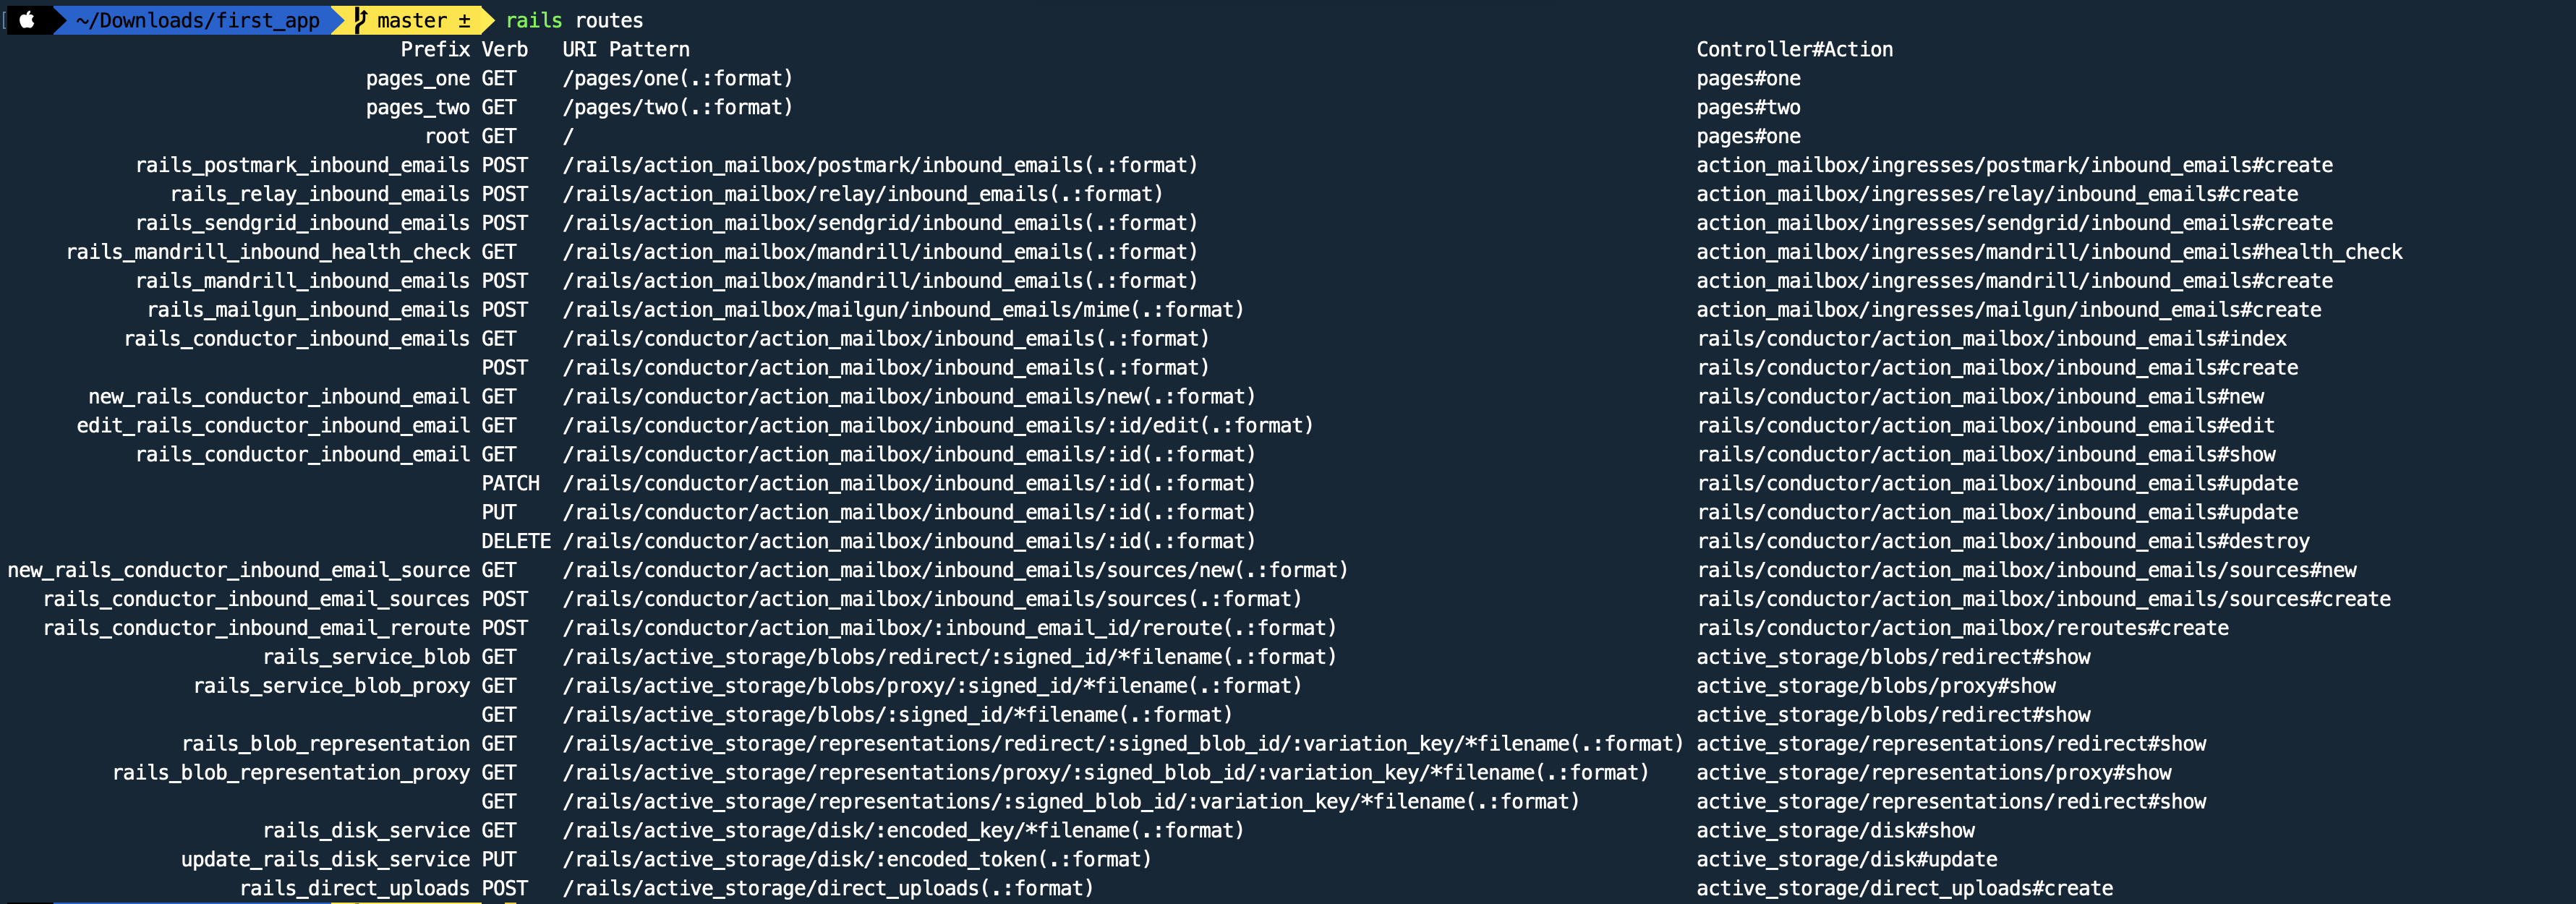 ~/Downloads/first_app master ± rails routes
Prefix Verb URI Pattern Controller#Action
pages_one GET /pages/one(.:format) pages#one
pages_two GET /pages/two(.:format) pages#two
root GET / pages#one
rails_postmark_inbound_emails POST /rails/action_mailbox/postmark/inbound_emails(.:format) action_mailbox/ingresses/postmark/inbound_emails#create
rails_relay_inbound_emails POST /rails/action_mailbox/relay/inbound_emails(.:format) action_mailbox/ingresses/relay/inbound_emails#create
rails_sendgrid_inbound_emails POST /rails/action_mailbox/sendgrid/inbound_emails(.:format) action_mailbox/ingresses/sendgrid/inbound_emails#create
rails_mandrill_inbound_health_check GET /rails/action_mailbox/mandrill/inbound_emails(.:format) action_mailbox/ingresses/mandrill/inbound_emails#health_check
rails_mandrill_inbound_emails POST /rails/action_mailbox/mandrill/inbound_emails(.:format) action_mailbox/ingresses/mandrill/inbound_emails#create
rails_mailgun_inbound_emails POST /rails/action_mailbox/mailgun/inbound_emails/mime(.:format) action_mailbox/ingresses/mailgun/inbound_emails#create
rails_conductor_inbound_emails GET /rails/conductor/action_mailbox/inbound_emails(.:format) rails/conductor/action_mailbox/inbound_emails#index
POST /rails/conductor/action_mailbox/inbound_emails(.:format) rails/conductor/action_mailbox/inbound_emails#create
new_rails_conductor_inbound_email GET /rails/conductor/action_mailbox/inbound_emails/new(.:format) rails/conductor/action_mailbox/inbound_emails#new
edit_rails_conductor_inbound_email GET /rails/conductor/action_mailbox/inbound_emails/:id/edit(.:format) rails/conductor/action_mailbox/inbound_emails#edit
rails_conductor_inbound_email GET /rails/conductor/action_mailbox/inbound_emails/:id(.:format) rails/conductor/action_mailbox/inbound_emails#show
PATCH /rails/conductor/action_mailbox/inbound_emails/:id(.:format) rails/conductor/action_mailbox/inbound_emails#update
PUT /rails/conductor/action_mailbox/inbound_emails/:id(.:format) rails/conductor/action_mailbox/inbound_emails#update
DELETE /rails/conductor/action_mailbox/inbound_emails/:id(.:format) rails/conductor/action_mailbox/inbound_emails#destroy
new_rails_conductor_inbound_email_source GET /rails/conductor/action_mailbox/inbound_emails/sources/new(.:format) rails/conductor/action_mailbox/inbound_emails/sources#new
rails_conductor_inbound_email_sources POST /rails/conductor/action_mailbox/inbound_emails/sources(.:format) rails/conductor/action_mailbox/inbound_emails/sources#create
rails_conductor_inbound_email_reroute POST /rails/conductor/action_mailbox/:inbound_email_id/reroute(.:format) rails/conductor/action_mailbox/reroutes#create
rails_service_blob GET /rails/active_storage/blobs/redirect/:signed_id/*filename(.:format) active_storage/blobs/redirect#show
rails_service_blob_proxy GET /rails/active_storage/blobs/proxy/:signed_id/*filename(.:format) active_storage/blobs/proxy#show
GET /rails/active_storage/blobs/:signed_id/*filename(.:format) active_storage/blobs/redirect#show
rails_blob_representation GET /rails/active_storage/representations/redirect/:signed_blob_id/:variation_key/*filename(.:format) active_storage/representations/redirect#show
rails_blob_representation_proxy GET /rails/active_storage/representations/proxy/:signed_blob_id/:variation_key/*filename(.:format) active_storage/representations/proxy#show
GET /rails/active_storage/representations/:signed_blob_id/:variation_key/*filename(.:format) active_storage/representations/redirect#show
rails_disk_service GET /rails/active_storage/disk/:encoded_key/*filename(.:format) active_storage/disk#show
update_rails_disk_service PUT /rails/active_storage/disk/:encoded_token(.:format) active_storage/disk#update
rails_direct_uploads POST /rails/active_storage/direct_uploads(.:format) active_storage/direct_uploads#create